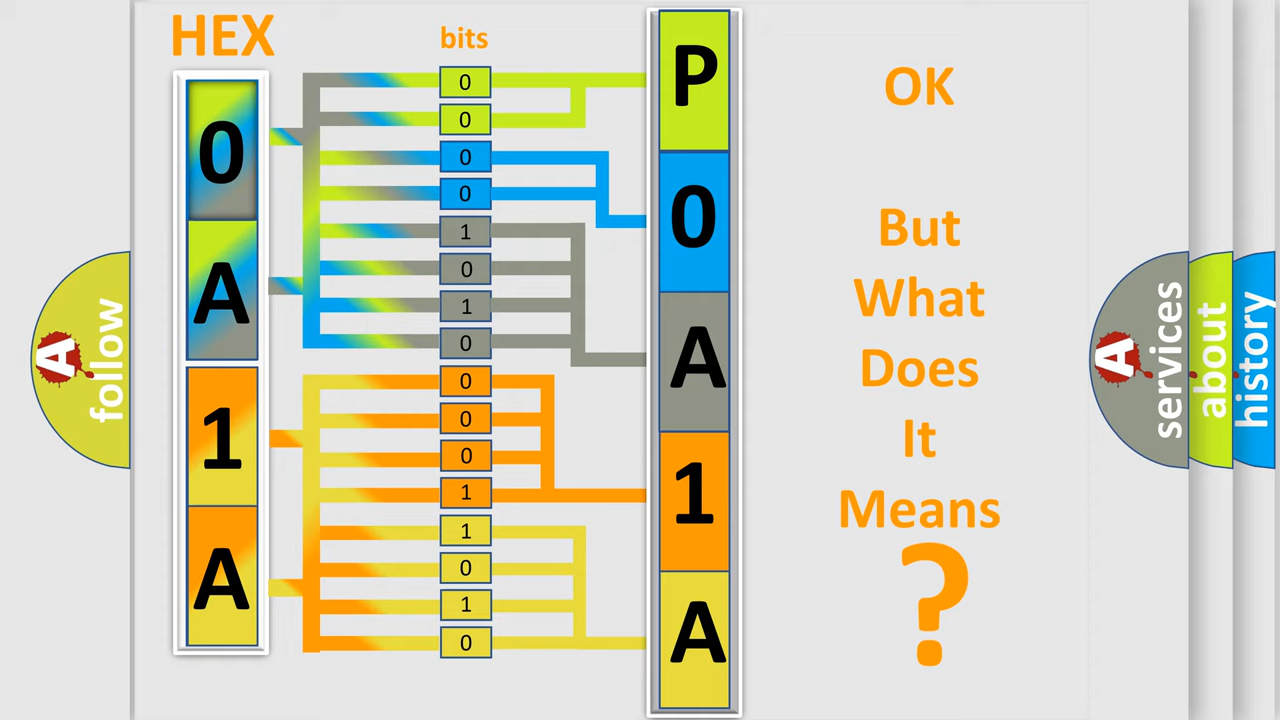 HEX
bits
0
A
1
A
0
0
0
0
1
0
1
0
0
0
0
1
1
0
1
0
P
0
A
1
A
OK
But
What
Does
It
Means
?
A
follow
A
services
about
history